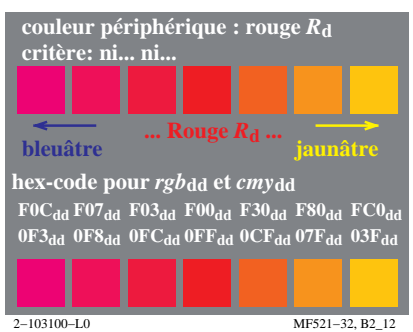 couleur périphérique : rouge Rd
critère: ni... ni...
... Rouge Rd ...
bleuâtre jaunâtre
hex-code pour rgbdd et cmydd
F0Cdd F07dd F03dd F00dd F30dd F80dd FC0dd
0F3dd 0F8dd 0FCdd 0FFdd 0CFdd 07Fdd 03Fdd
2-103100-L0 MF521-32, B2_12